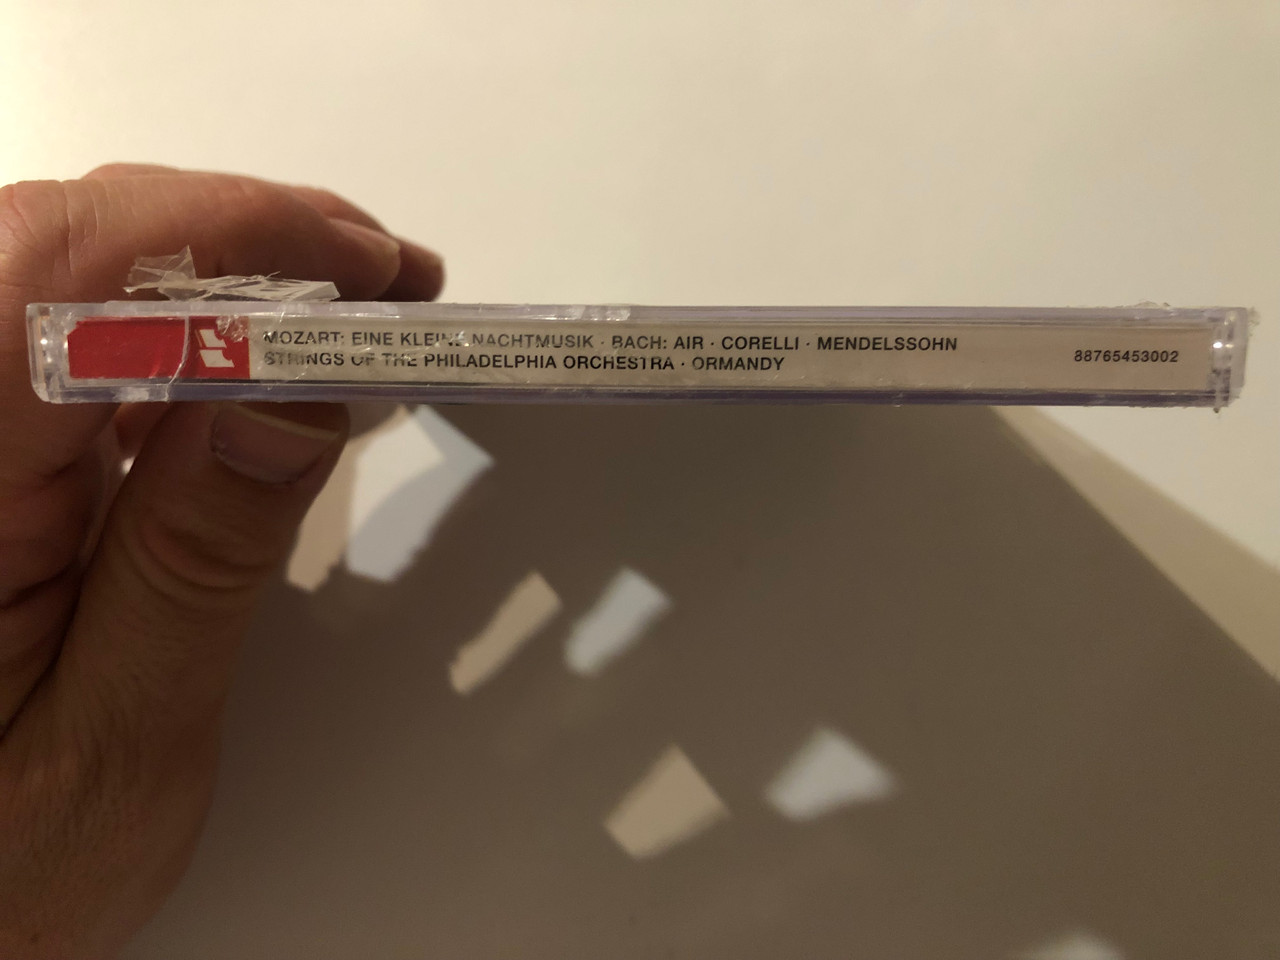 MOZART: EINE KLEINE NACHTMUSIK · BACH: AIR · CORELLI · MENDELSSOHN
STRINGS OF THE PHILADELPHIA ORCHESTRA · ORMANDY
88765453002